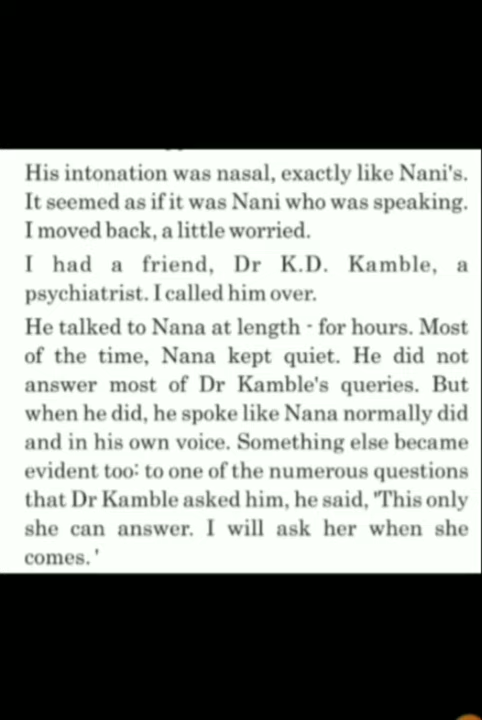 His intonation was nasal, exactly like Nani's.
It seemed as if it was Nani who was speaking.
I moved back, a little worried.
I had a friend, Dr K.D. Kamble, a
psychiatrist. I called him over.
He talked to Nana at length - for hours. Most
of the time, Nana kept quiet. He did not
answer most of Dr Kamble's queries. But
when he did, he spoke like Nana normally did
and in his own voice. Something else became
evident too: to one of the numerous questions
that Dr Kamble asked him, he said, 'This only
she can answer. I will ask her when she
comes. '